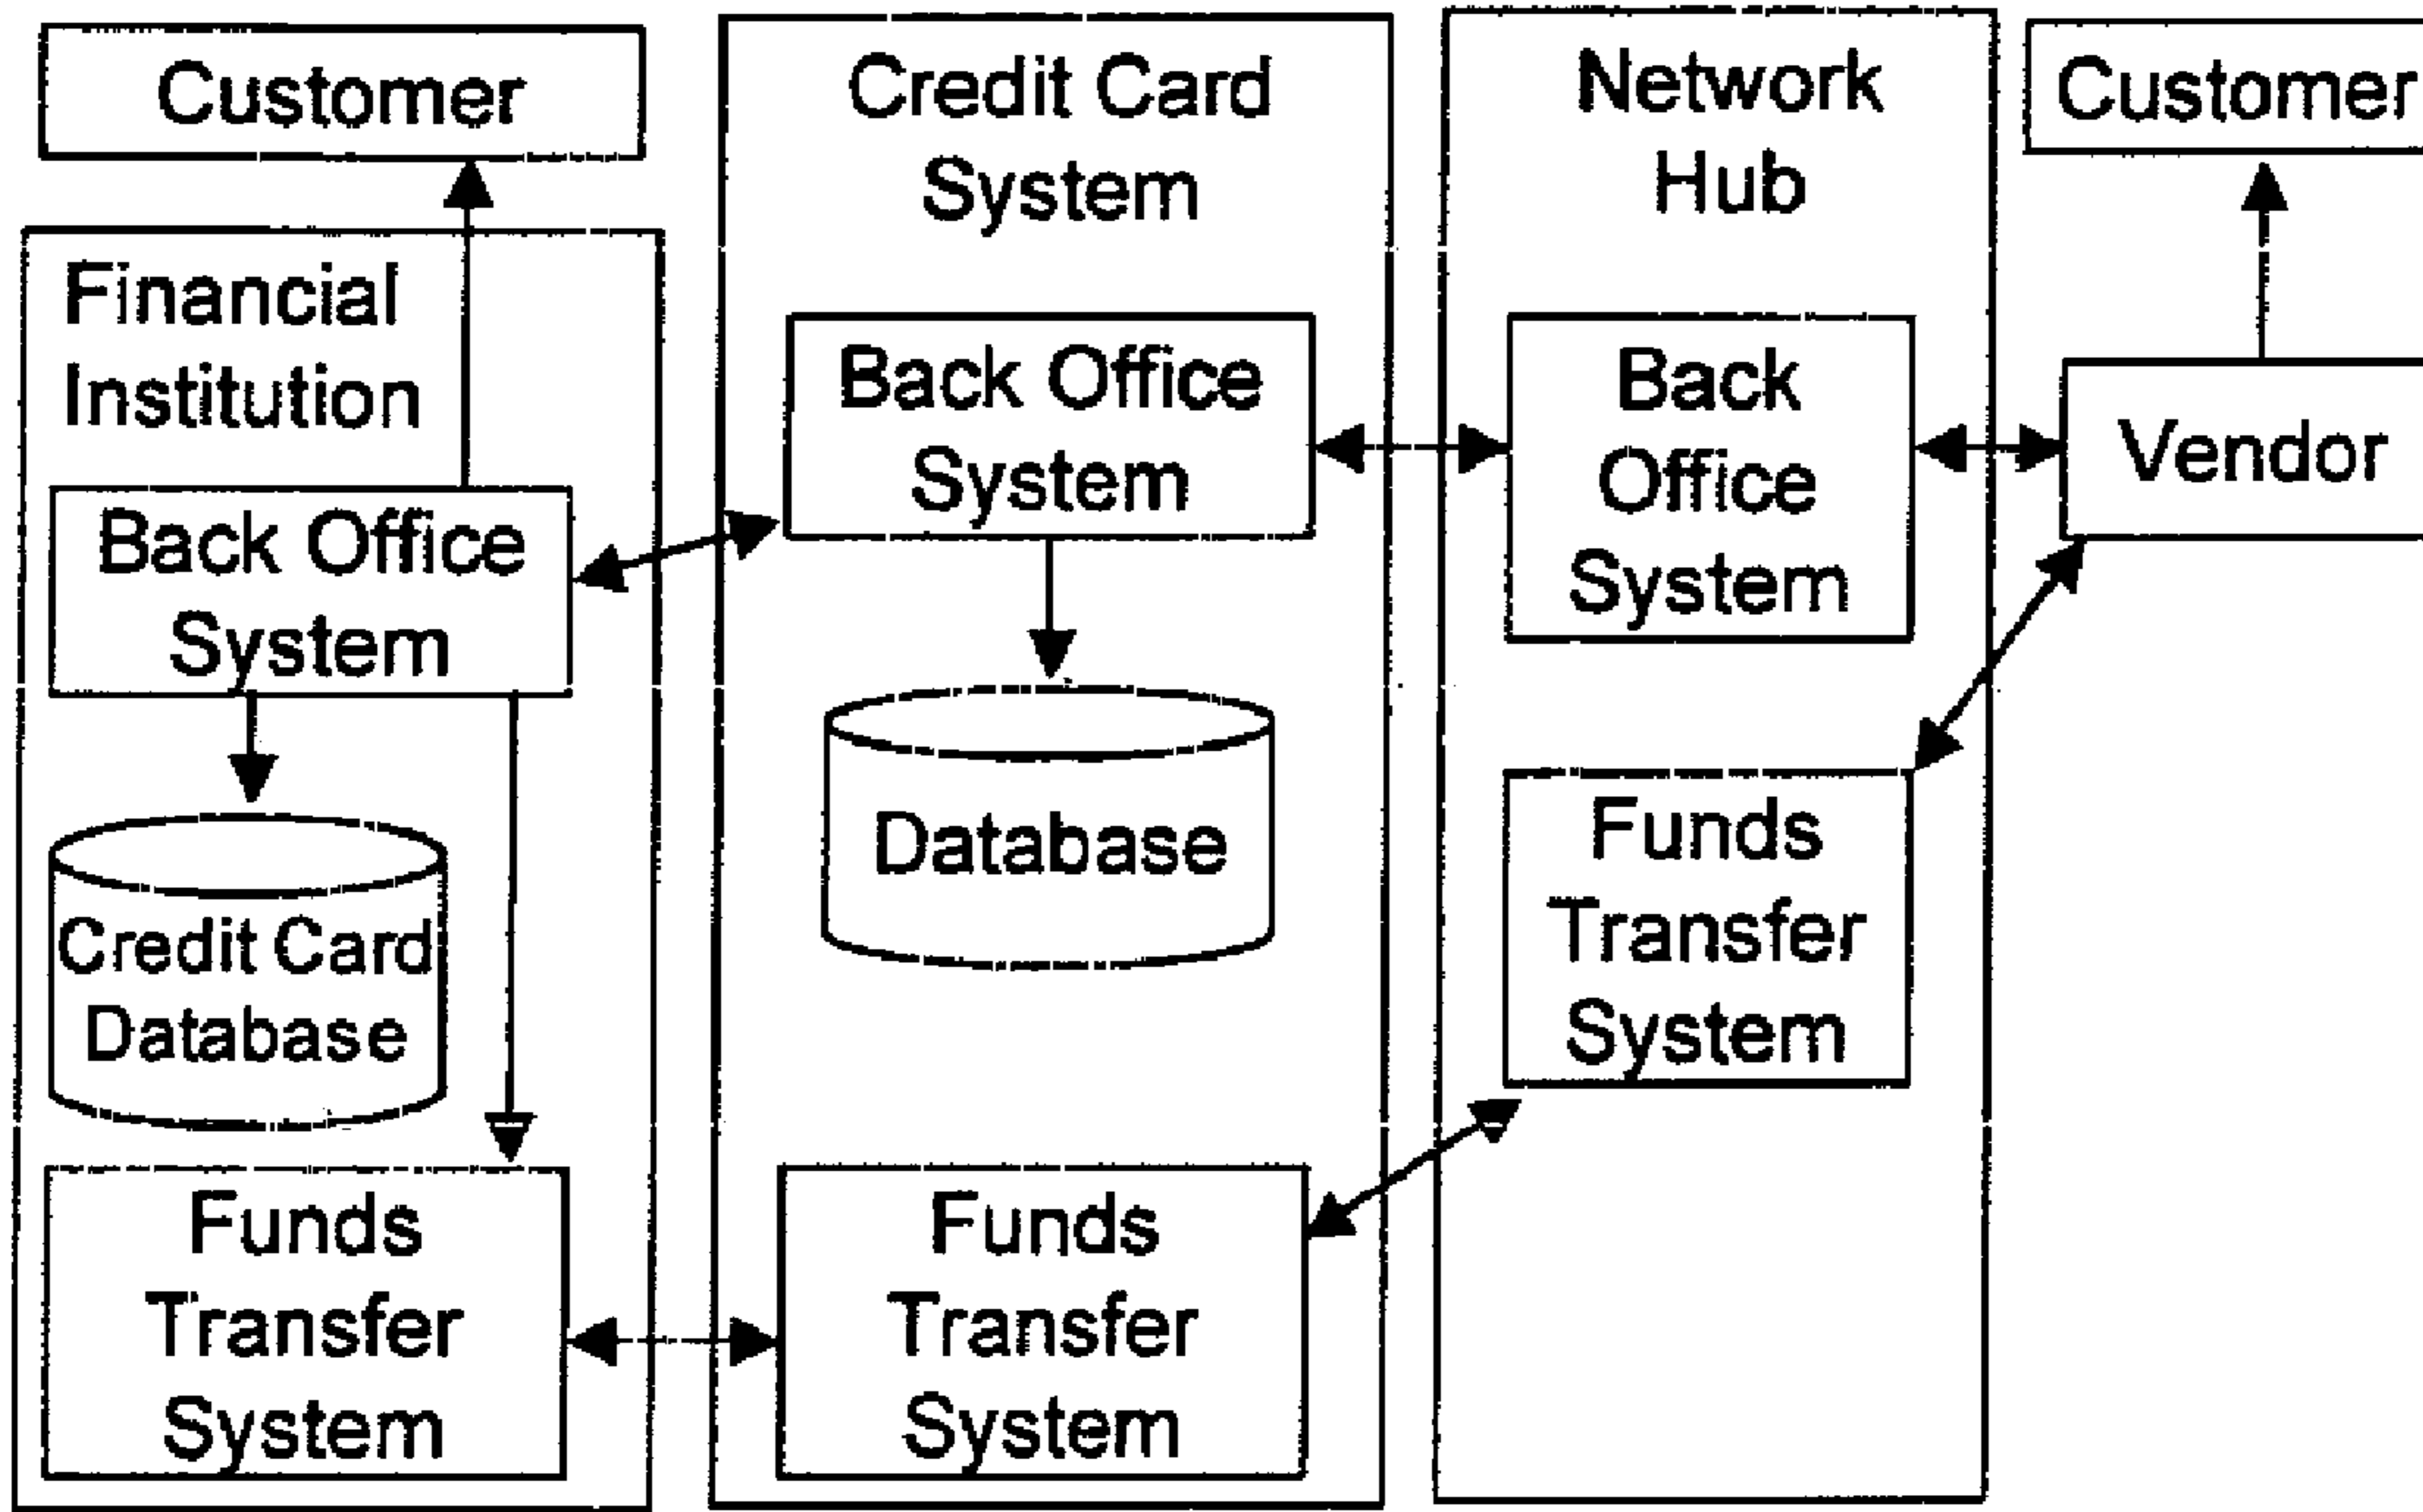 Customer
Financial
Institution
Back Office
System
Credit Card
Database
Funds
Transfer
System
Credit Card
System
Back Office
System
Database
Funds
Transfer
System
Network
Hub
Back
Office
System
Funds
Transfer
System
Customer
Vendor